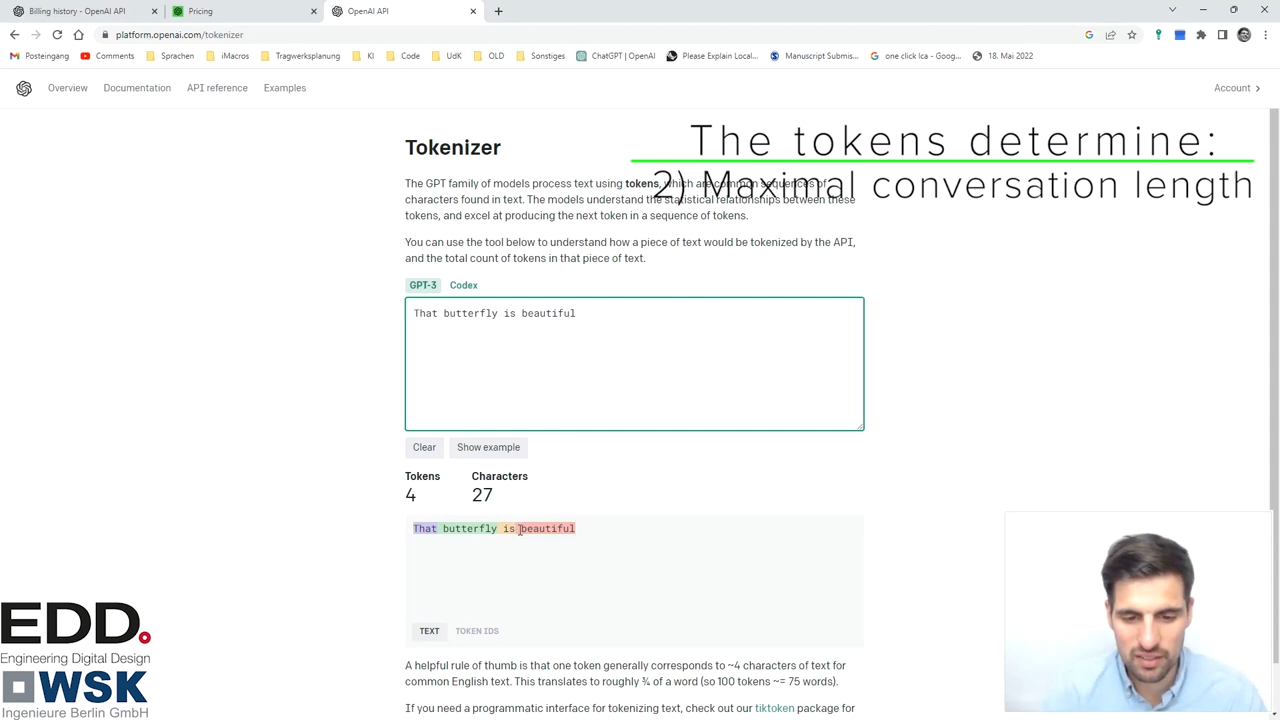 Billing history - OpenAI API
Pricing
OpenAI API
platform.openai.com/tokenizer
Posteingang
Comments
Sprachen
iMacros
Tragwerksplanung
KI
Code
UdK
OLD
Sonstiges
ChatGPT | OpenAI
Please Explain Local...
Manuscript Submis...
one click lca - Goog...
18. Mai 2022
Overview
Documentation
API reference
Examples
Account
The tokens determine:
2) Maximal conversation length
Tokenizer
The GPT family of models process text using tokens, which are common sequences of
characters found in text. The models understand the statistical relationships between these
tokens, and excel at producing the next token in a sequence of tokens.
You can use the tool below to understand how a piece of text would be tokenized by the API,
and the total count of tokens in that piece of text.
GPT-3 Codex
That butterfly is beautiful
Clear Show example
Tokens Characters
4 27
That butterfly is beautiful
TEXT TOKEN IDS
A helpful rule of thumb is that one token generally corresponds to ~4 characters of text for
common English text. This translates to roughly ¾ of a word (so 100 tokens ~= 75 words).
If you need a programmatic interface for tokenizing text, check out our tiktoken package for
EDD.
Engineering Digital Design
WSK
Ingenieure Berlin GmbH